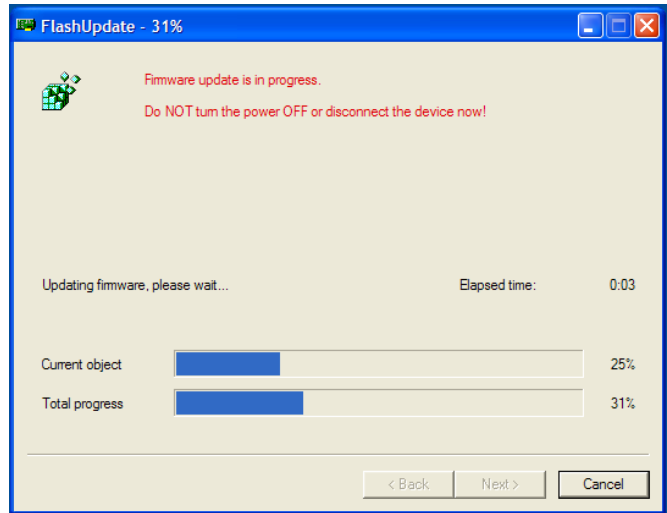 FlashUpdate - 31%
Firmware update is in progress.
Do NOT turn the power OFF or disconnect the device now!
Updating firmware, please wait... Elapsed time: 0:03
Current object 25%
Total progress 31%
< Back Next > Cancel